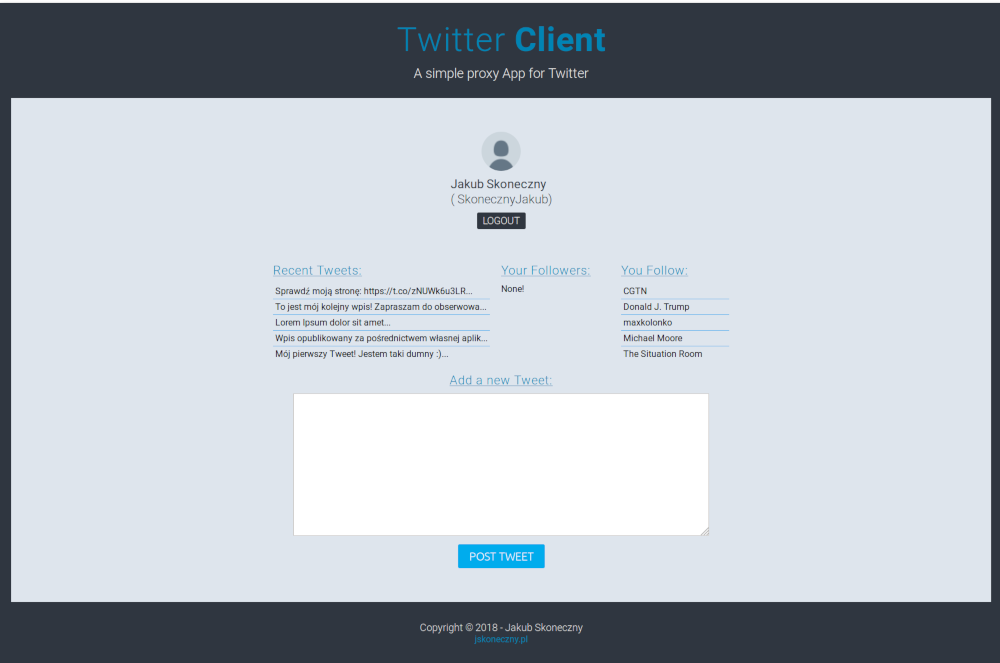 Twitter Client
A simple proxy App for Twitter
Jakub Skoneczny
( SkonecznyJakub)
LOGOUT
Recent Tweets:
Sprawdź moją stronę: https://t.co/zNUWk6u3LR...
To jest mój kolejny wpis! Zapraszam do obserwowa...
Lorem Ipsum dolor sit amet...
Wpis opublikowany za pośrednictwem własnej aplik...
Mój pierwszy Tweet! Jestem taki dumny :)...
Your Followers:
None!
You Follow:
CGTN
Donald J. Trump
maxkolonko
Michael Moore
The Situation Room
Add a new Tweet:
POST TWEET
Copyright © 2018 - Jakub Skoneczny
jskoneczny.pl